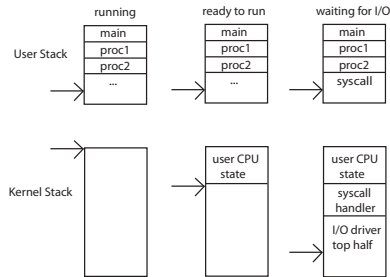 running
ready to run
waiting for I/O
User Stack
main
proc1
proc2
...
main
proc1
proc2
...
main
proc1
proc2
syscall
Kernel Stack
user CPU
state
user CPU
state
syscall
handler
I/O driver
top half